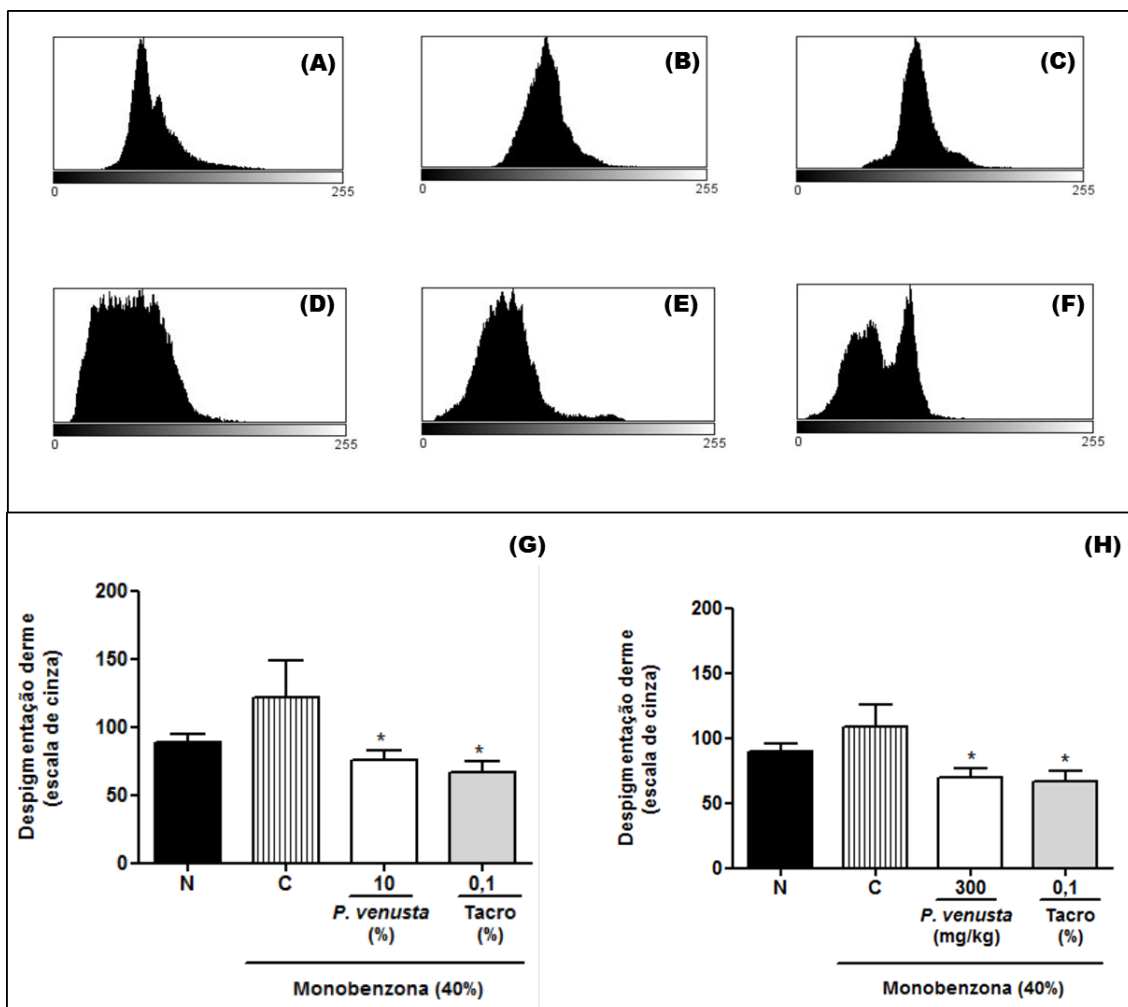 (A)
(B)
(C)
0 255
0 255
0 255
(D)
(E)
(F)
0 255
0 255
0 255
(G)
Despigmentação derme
(escala de cinza)
200
150
100
50
0
*
*
N C 10 0,1
P. venusta Tacro
(%) (%)
Monobenzona (40%)
(H)
Despigmentação derme
(escala de cinza)
200
150
100
50
0
*
*
N C 300 0,1
P. venusta Tacro
(mg/kg) (%)
Monobenzona (40%)